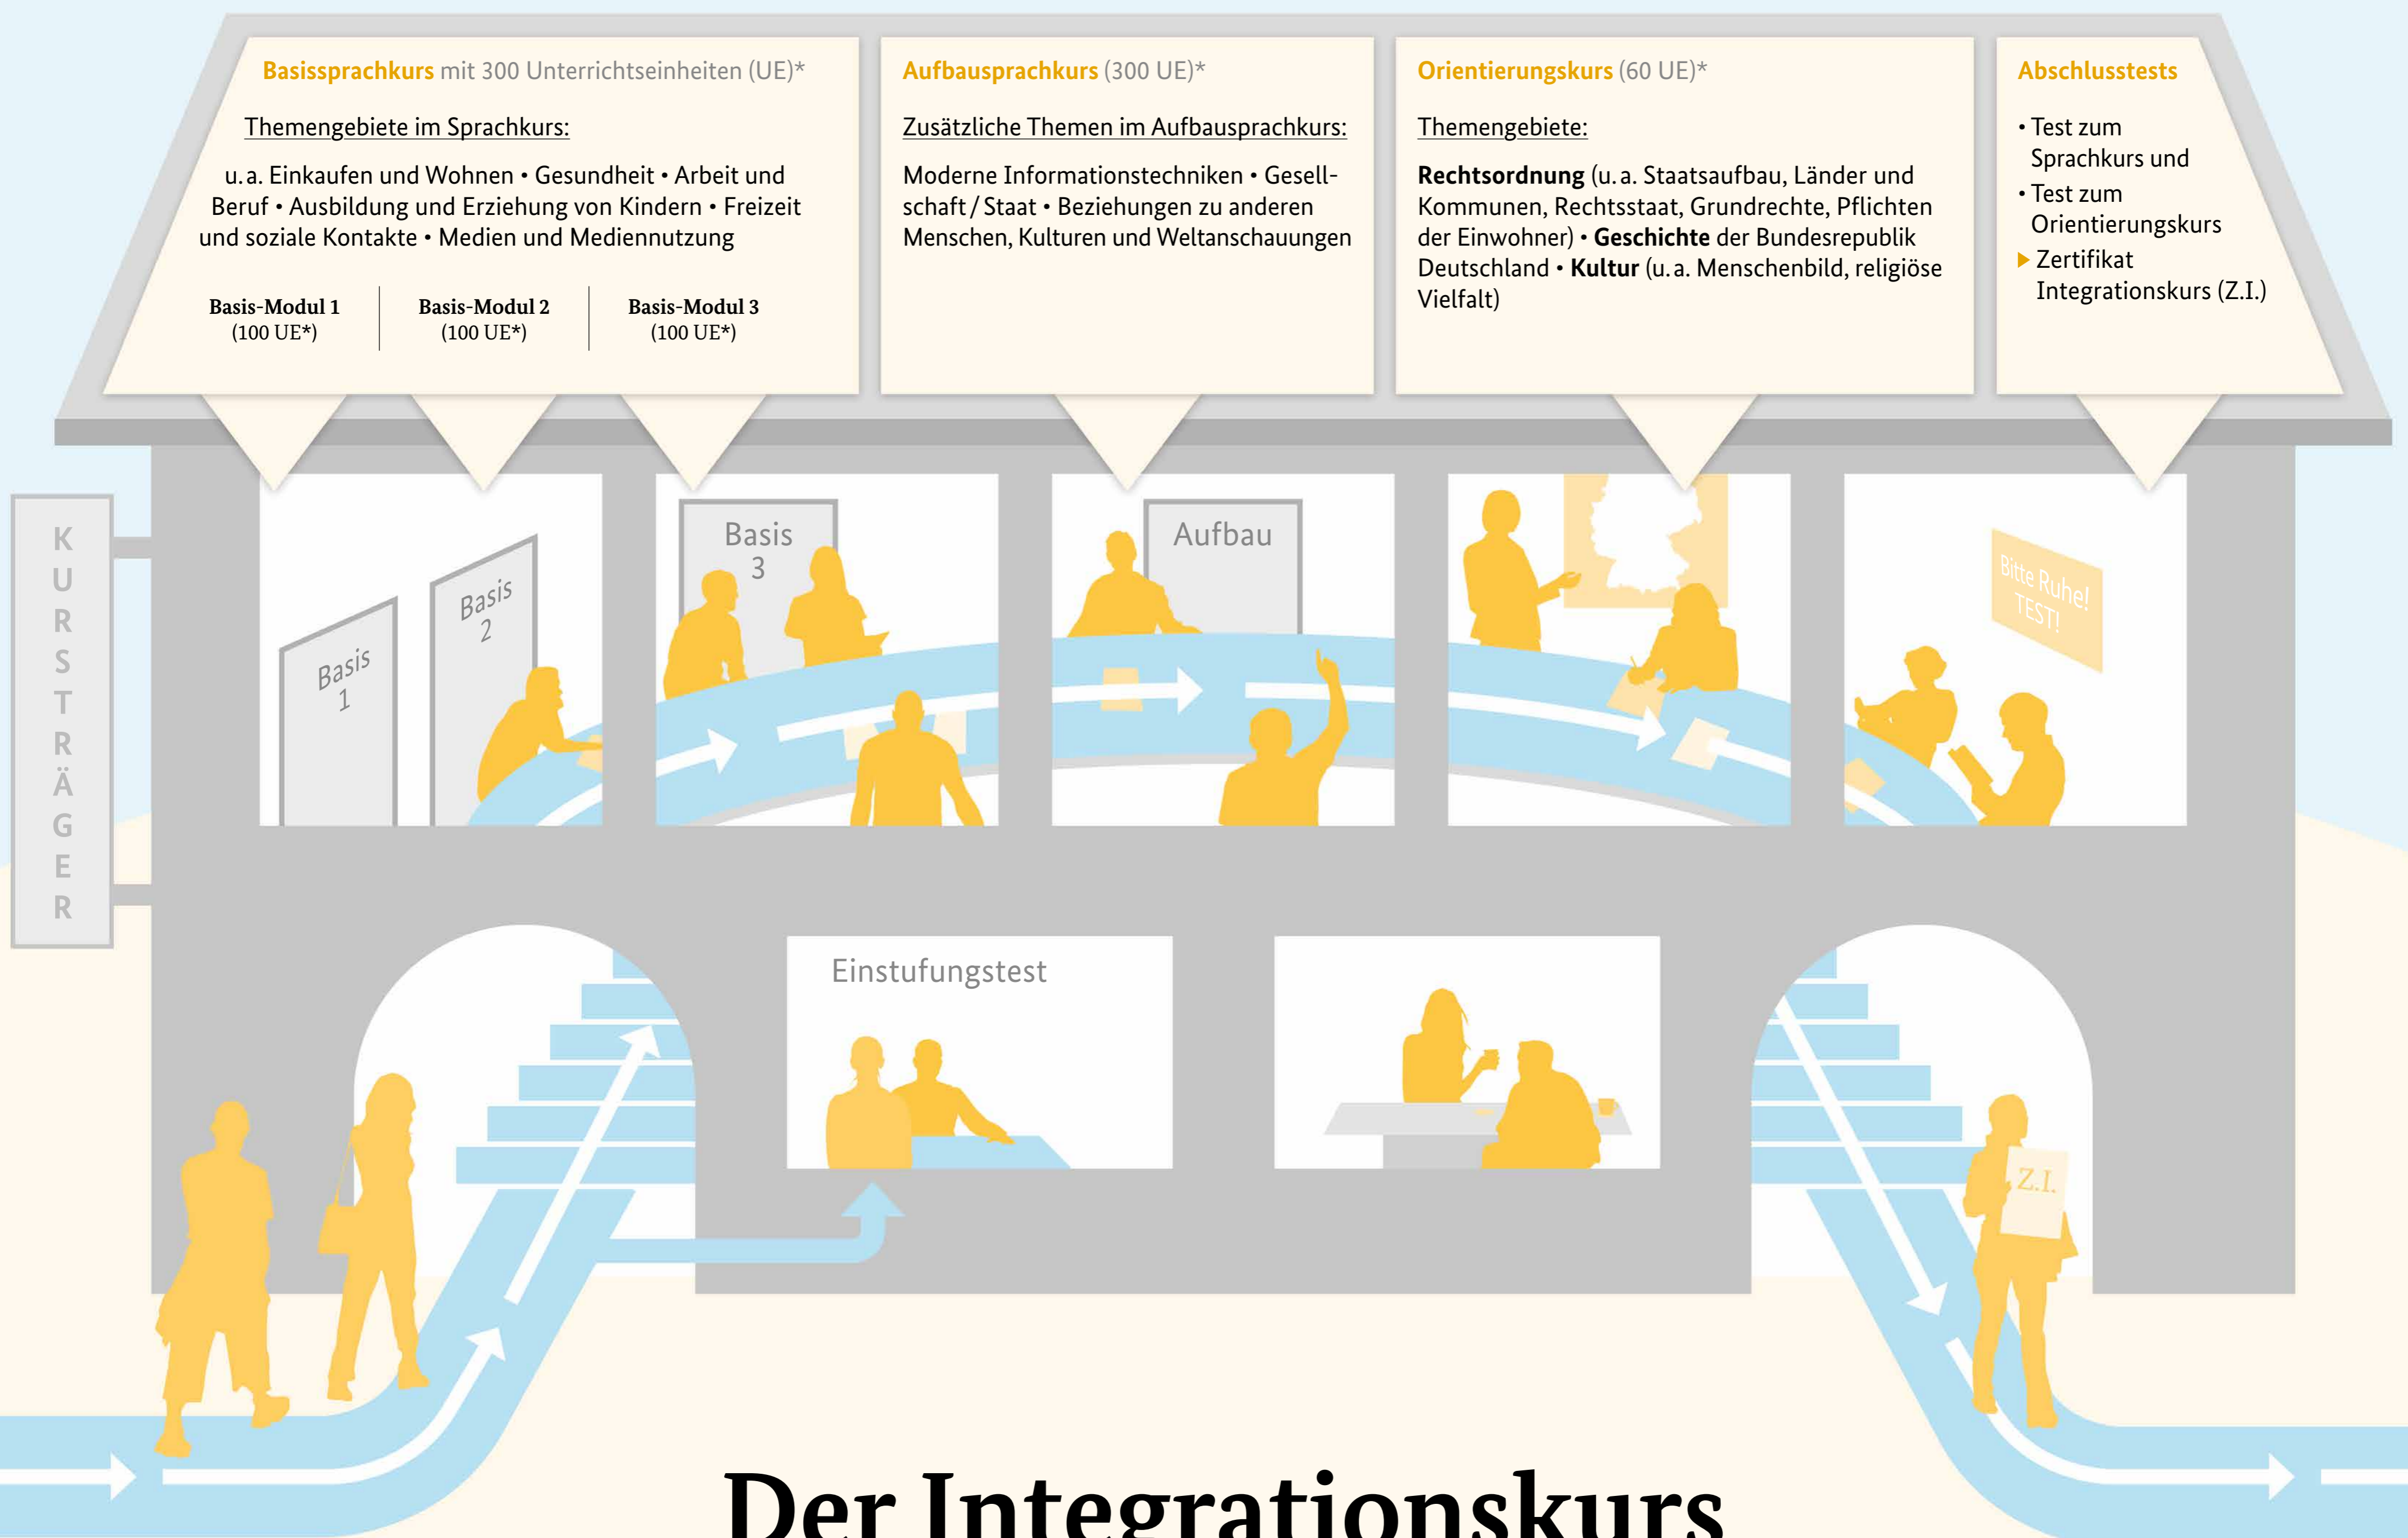 Basissprachkurs mit 300 Unterrichtseinheiten (UE)*
Themengebiete im Sprachkurs:
u. a. Einkaufen und Wohnen • Gesundheit • Arbeit und
Beruf • Ausbildung und Erziehung von Kindern • Freizeit
und soziale Kontakte • Medien und Mediennutzung
Basis-Modul 1
(100 UE*)
Basis-Modul 2
(100 UE*)
Basis-Modul 3
(100 UE*)
Aufbausprachkurs (300 UE)*
Zusätzliche Themen im Aufbausprachkurs:
Moderne Informationstechniken • Gesell-
schaft / Staat • Beziehungen zu anderen
Menschen, Kulturen und Weltanschauungen
Orientierungskurs (60 UE)*
Themengebiete:
Rechtsordnung (u. a. Staatsaufbau, Länder und
Kommunen, Rechtsstaat, Grundrechte, Pflichten
der Einwohner) • Geschichte der Bundesrepublik
Deutschland • Kultur (u. a. Menschenbild, religiöse
Vielfalt)
Abschlusstests
• Test zum
Sprachkurs und
• Test zum
Orientierungskurs
▶ Zertifikat
Integrationskurs (Z.I.)
KURSTRÄGER
Basis
1
Basis
2
Basis
3
Aufbau
Bitte Ruhe!
TEST!
Einstufungstest
Z.I.
Der Integrationskurs